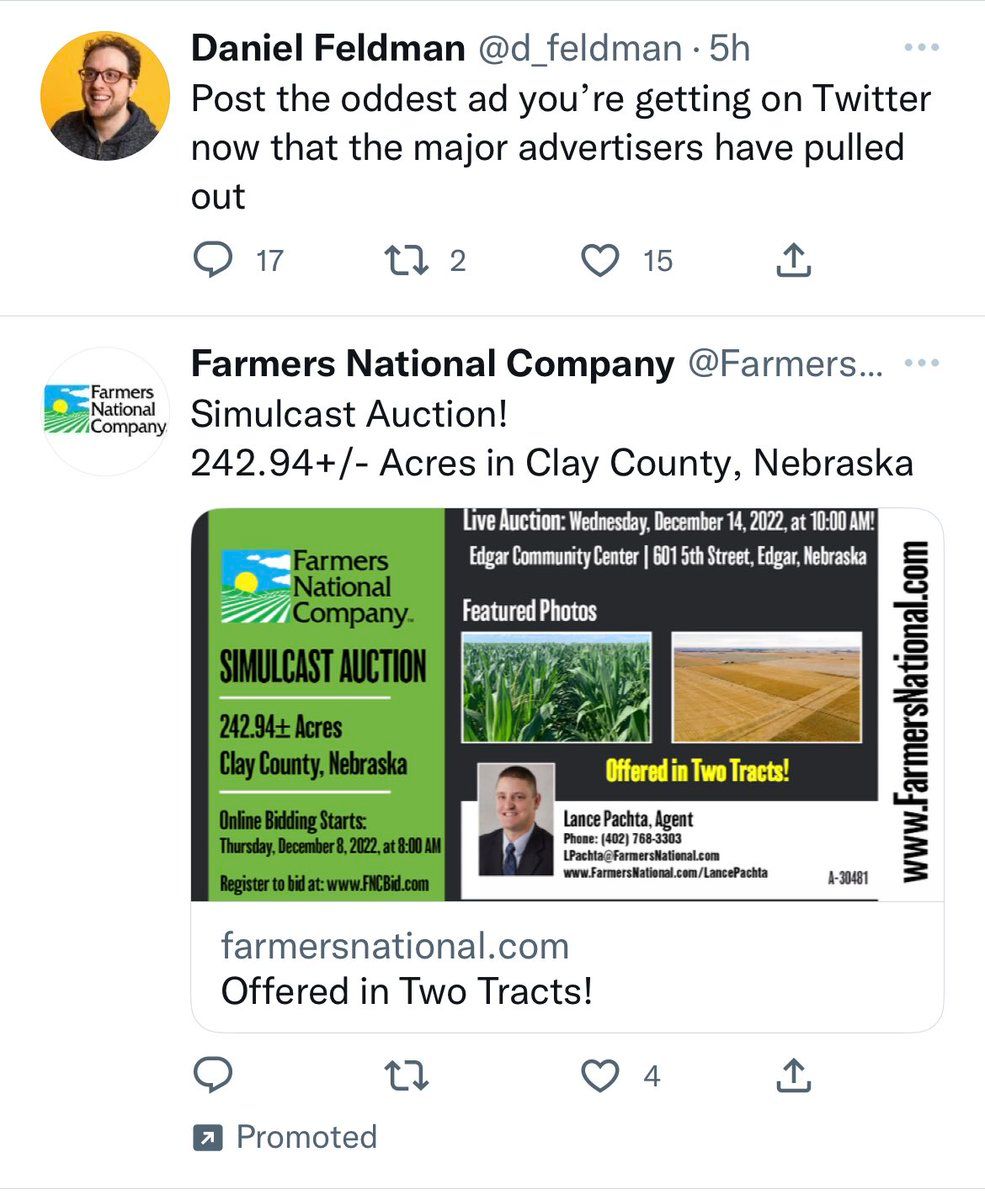 Daniel Feldman @d_feldman · 5h
Post the oddest ad you’re getting on Twitter
now that the major advertisers have pulled
out
17 2 15
Farmers
National
Company
Farmers National Company @Farmers...
Simulcast Auction!
242.94+/- Acres in Clay County, Nebraska
Farmers
National
Company™
SIMULCAST AUCTION
242.94± Acres
Clay County, Nebraska
Online Bidding Starts:
Thursday, December 8, 2022, at 8:00 AM
Register to bid at: www.FNCBid.com
Live Auction: Wednesday, December 14, 2022, at 10:00 AM!
Edgar Community Center | 601 5th Street, Edgar, Nebraska
Featured Photos
Offered in Two Tracts!
Lance Pachta, Agent
Phone: (402) 768-3303
LPachta@FarmersNational.com
www.FarmersNational.com/LancePachta
A-30481
www.FarmersNational.com
farmersnational.com
Offered in Two Tracts!
4
Promoted